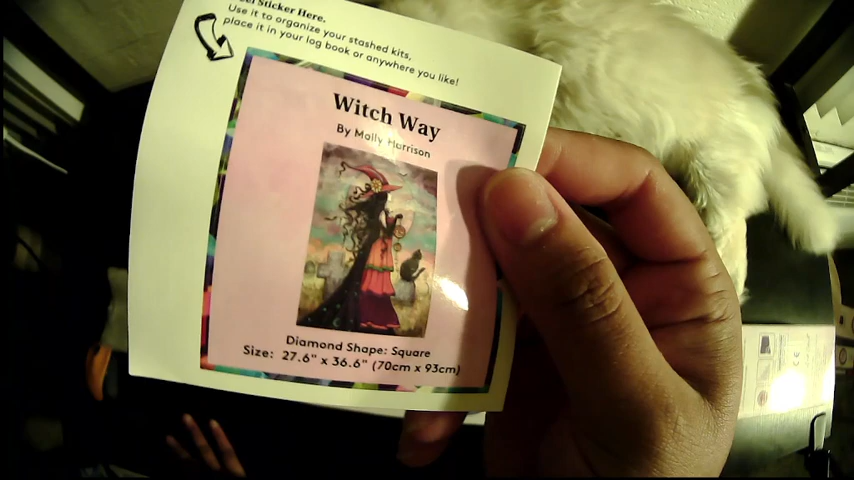 Sticker Here.
Use it to organize your stashed kits,
place it in your log book or anywhere you like!
Witch Way
By Molly Harrison
Diamond Shape: Square
Size: 27.6" x 36.6" (70cm x 93cm)
CE